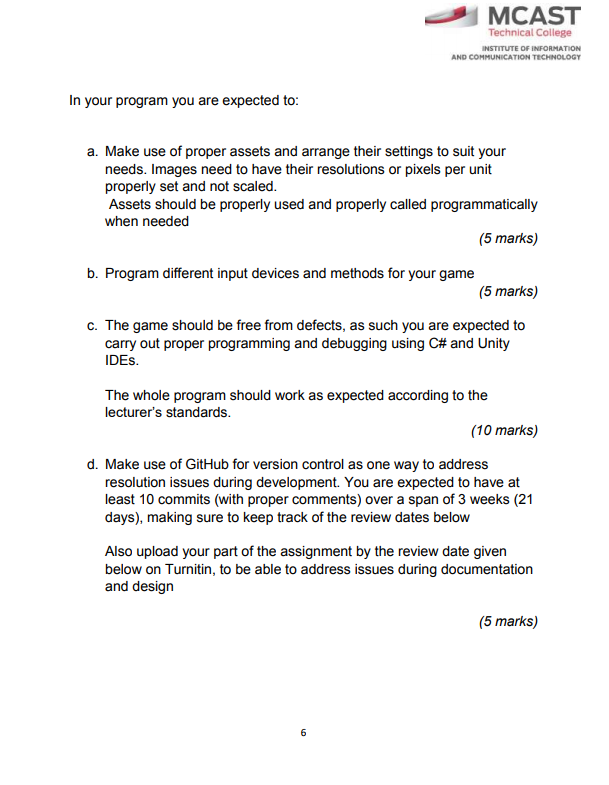 MCAST
Technical College
INSTITUTE OF INFORMATION
AND COMMUNICATION TECHNOLOGY
In your program you are expected to:
a. Make use of proper assets and arrange their settings to suit your
needs. Images need to have their resolutions or pixels per unit
properly set and not scaled.
Assets should be properly used and properly called programmatically
when needed
(5 marks)
b. Program different input devices and methods for your game
(5 marks)
c. The game should be free from defects, as such you are expected to
carry out proper programming and debugging using C# and Unity
IDEs.
The whole program should work as expected according to the
lecturer's standards.
(10 marks)
d. Make use of GitHub for version control as one way to address
resolution issues during development. You are expected to have at
least 10 commits (with proper comments) over a span of 3 weeks (21
days), making sure to keep track of the review dates below
Also upload your part of the assignment by the review date given
below on Turnitin, to be able to address issues during documentation
and design
(5 marks)
6